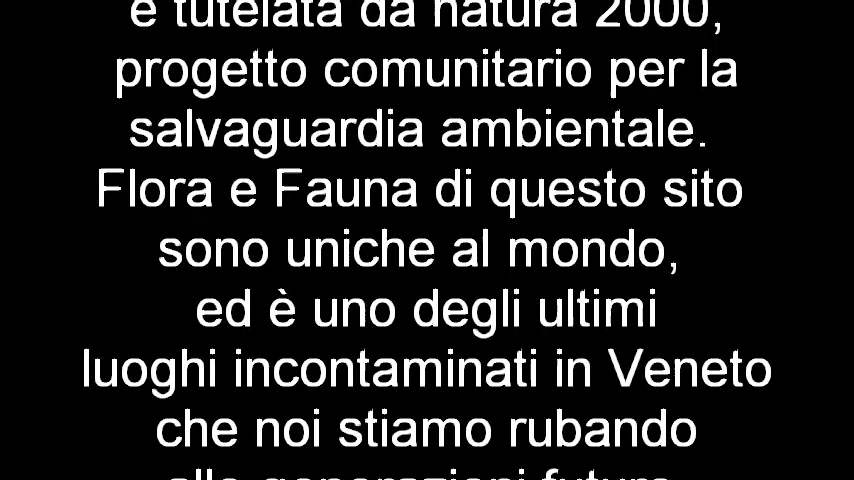 è tutelata da natura 2000,
progetto comunitario per la
salvaguardia ambientale.
Flora e Fauna di questo sito
sono uniche al mondo,
ed è uno degli ultimi
luoghi incontaminati in Veneto
che noi stiamo rubando
alle generazioni future